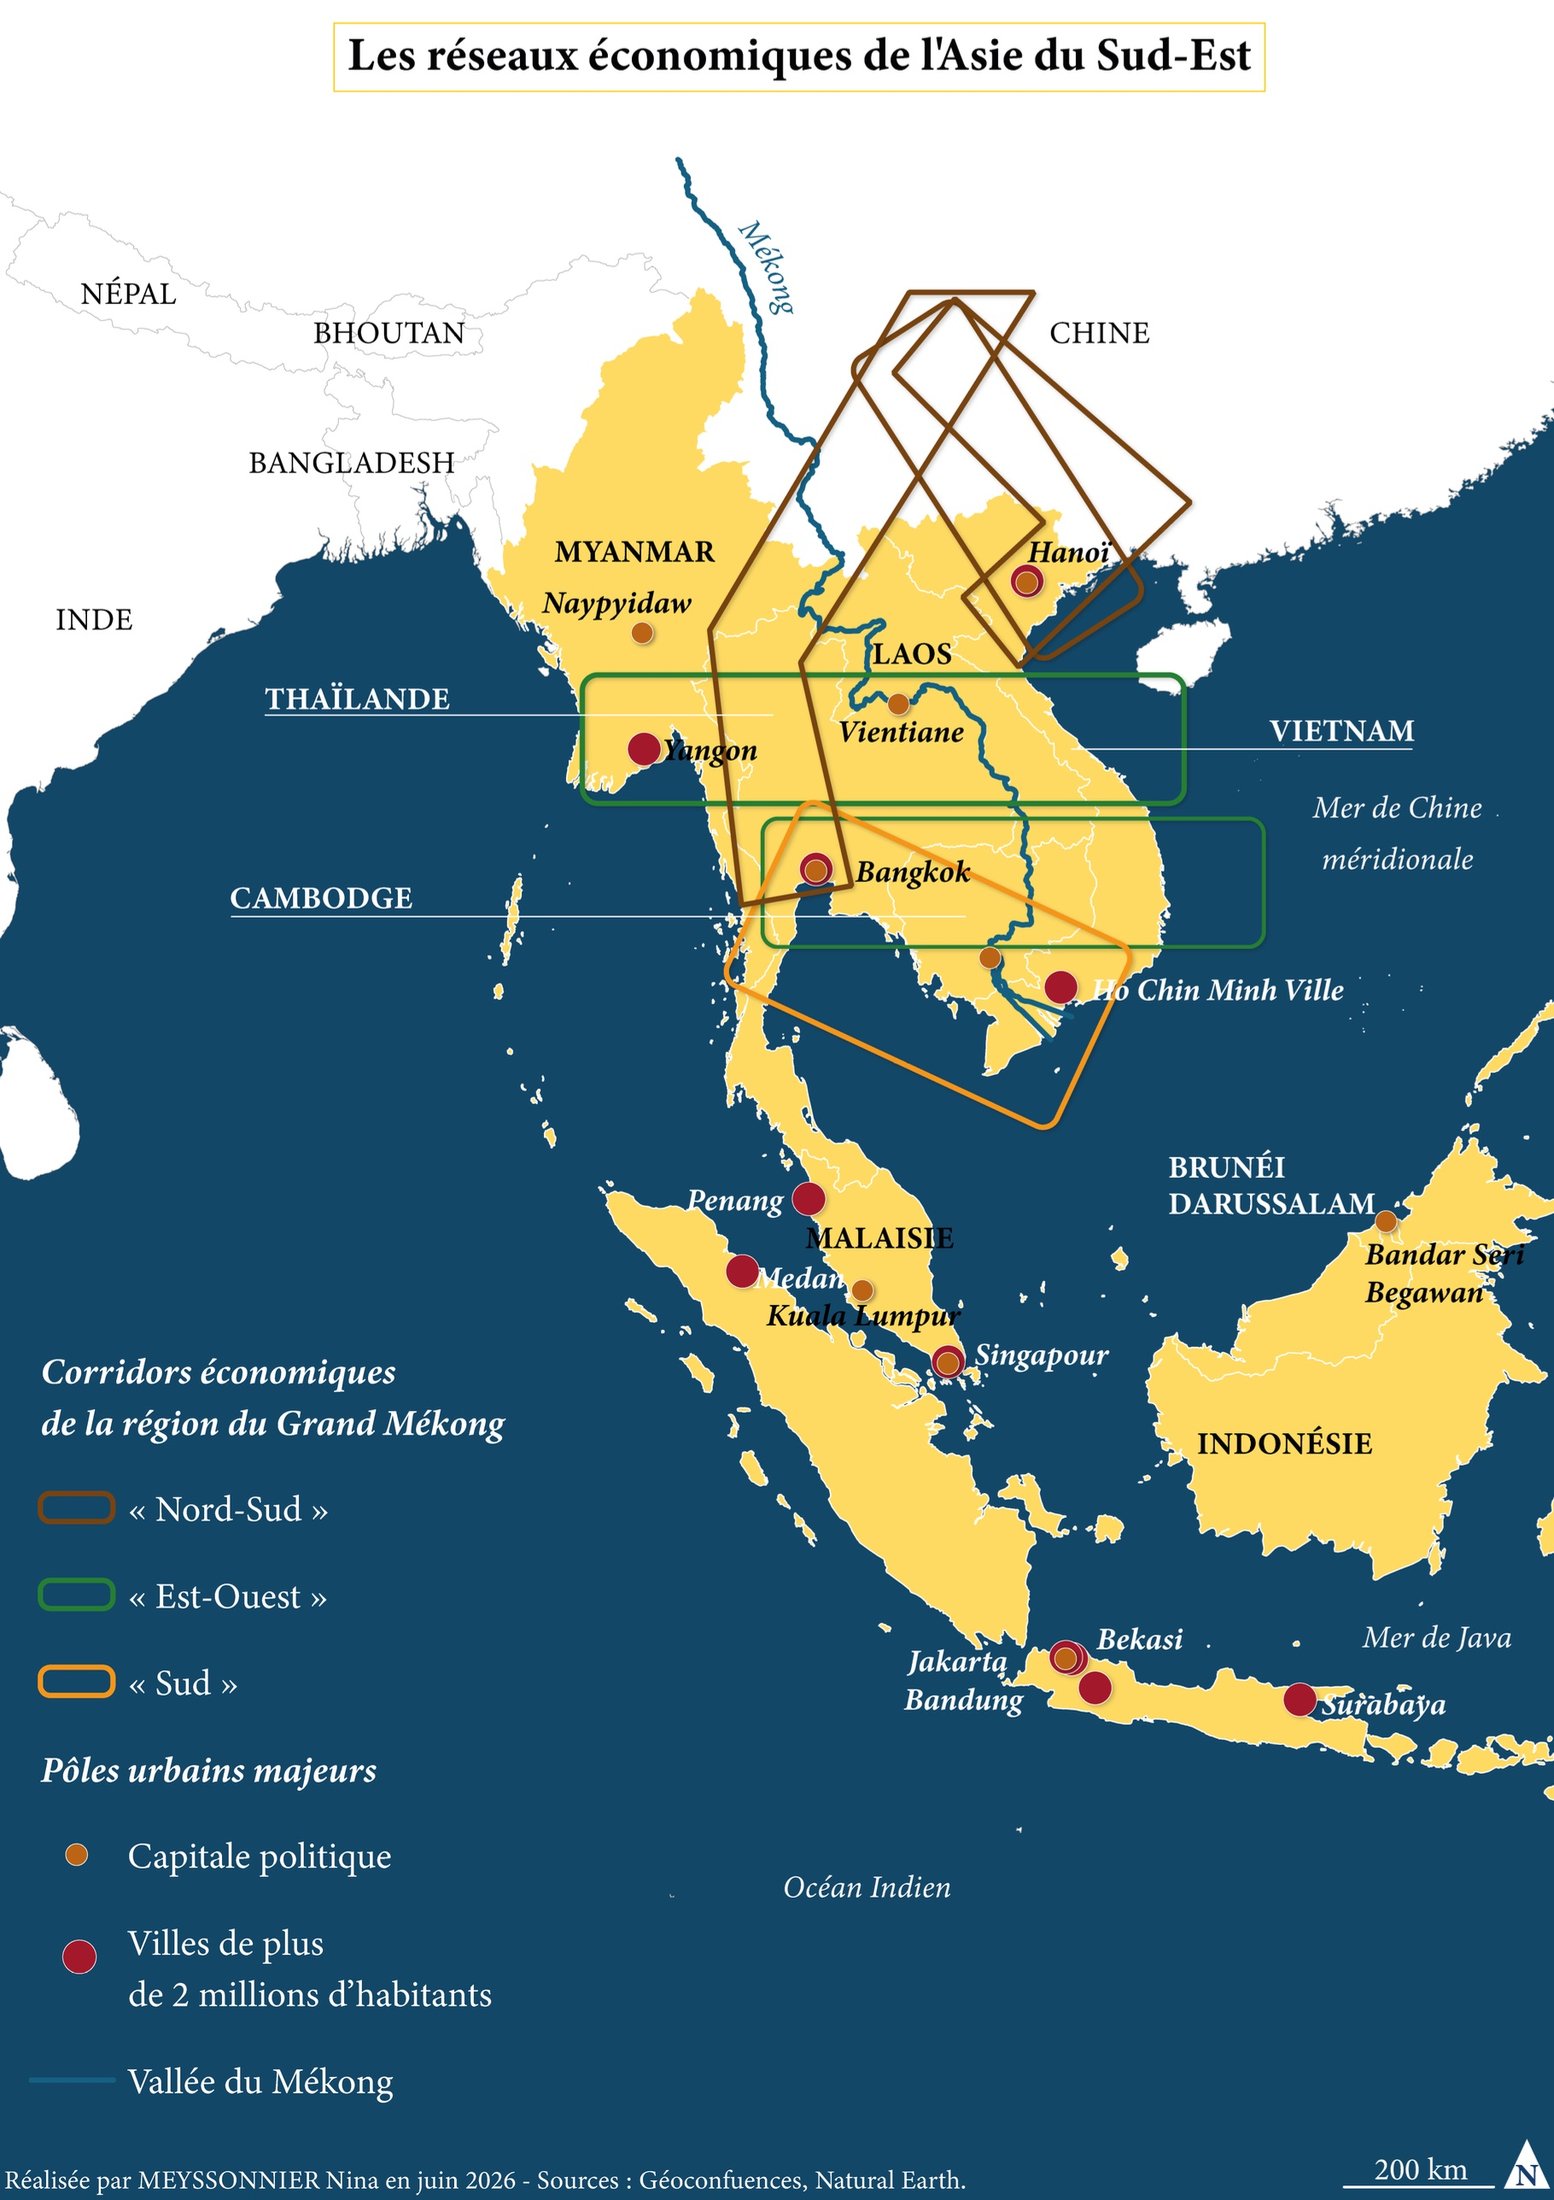 Les réseaux économiques de l'Asie du Sud-Est
Mékong
NÉPAL
BHOUTAN
CHINE
BANGLADESH
MYANMAR
Hanoï
Naypyidaw
INDE
LAOS
THAÏLANDE
Vientiane
VIETNAM
Yangon
Mer de Chine
méridionale
Bangkok
CAMBODGE
Ho Chin Minh Ville
BRUNÉI
DARUSSALAM
Penang
MALAISIE
Bandar Seri
Begawan
Medan
Kuala Lumpur
Singapour
INDONÉSIE
Corridors économiques
de la région du Grand Mékong
« Nord-Sud »
« Est-Ouest »
« Sud »
Bekasi
Mer de Java
Jakarta
Bandung
Surabaya
Pôles urbains majeurs
Capitale politique
Océan Indien
Villes de plus
de 2 millions d’habitants
Vallée du Mékong
200 km
N
Réalisée par MEYSSONNIER Nina en juin 2026 - Sources : Géoconfuences, Natural Earth.